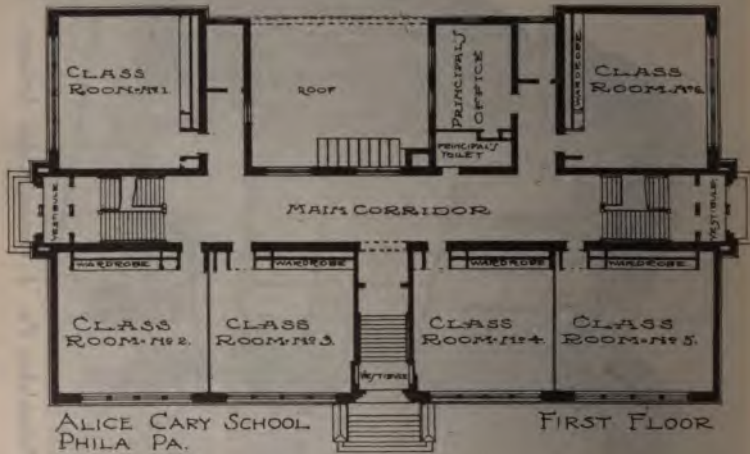 CLASS
ROOM·No 1.
ROOF
PRINCIPAL'S
OFFICE
PRINCIPAL'S
TOILET
WARDROBE
CLASS
ROOM·No 6.
VESTIBULE
MAIN CORRIDOR
VESTIBULE
WARDROBE
WARDROBE
WARDROBE
WARDROBE
CLASS
ROOM·No 2.
CLASS
ROOM·No 3.
CLASS
ROOM·No 4.
CLASS
ROOM·No 5.
VESTIBULE
ALICE CARY SCHOOL
PHILA PA.
FIRST FLOOR